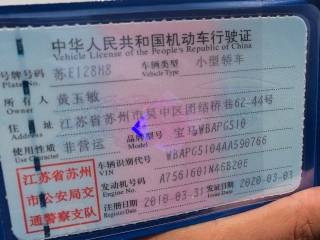 中华人民共和国机动车行驶证
Vehicle License of the People's Republic of China
号牌号码 苏E128H8 车辆类型 小型轿车
Plate No. Vehicle Type
所有人 黄玉敏
Owner
住址 江苏省苏州市吴中区团结桥巷62-44号
Address
使用性质 非营运 品牌型号 宝马WBAPG510
Use Character Model
车辆识别代号 WBAPG5104AA590766
VIN
发动机号码 A7561601N46B20E
Engine No.
注册日期 2010-03-31 发证日期 2020-03-03
Register Date Issue Date
江苏省苏州
市公安局交
通警察支队